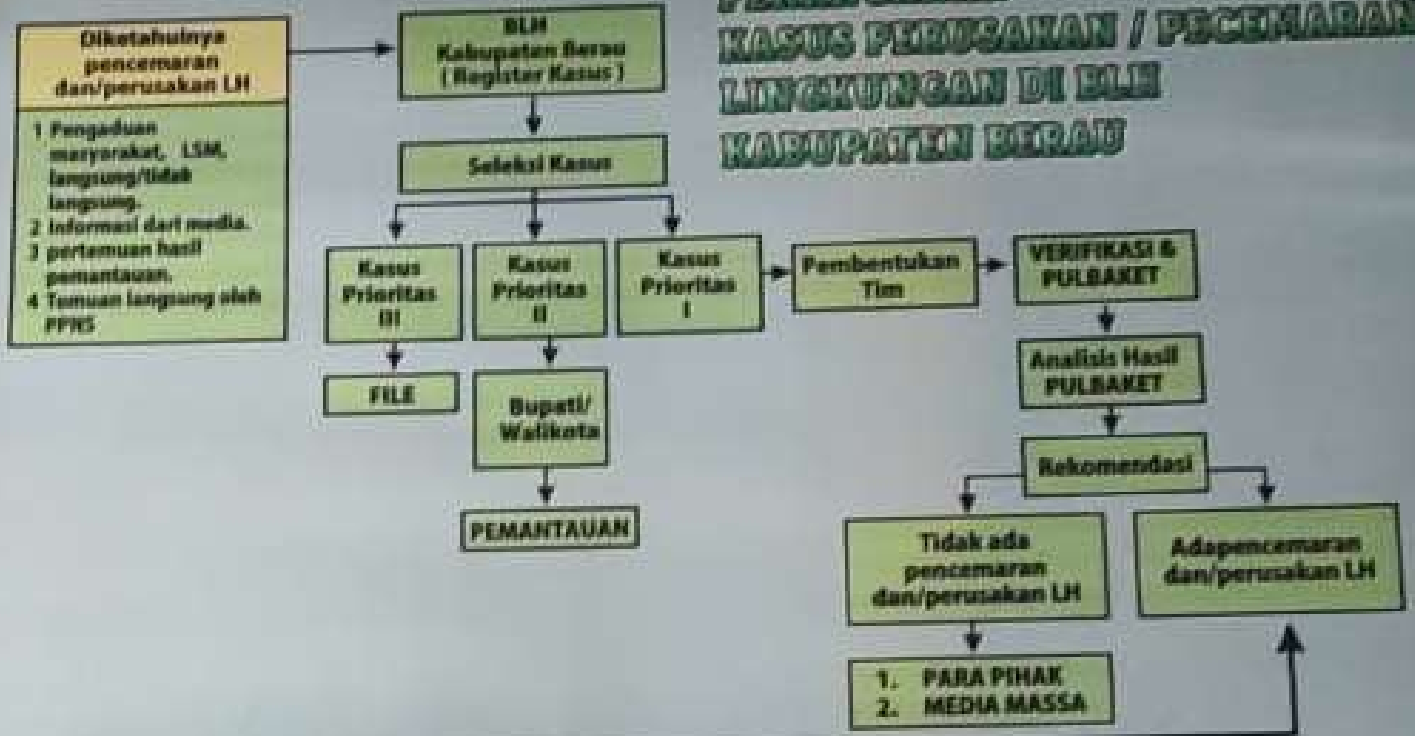 KASUS PERUSAKAN / PECEMARAN
LINGKUNGAN DI BLH
KABUPATEN BERAU
Diketahuinya
pencemaran
dan/perusakan LH
1 Pengaduan
masyarakat, LSM,
langsung/tidak
langsung.
2 Informasi dari media.
3 pertemuan hasil
pemantauan.
4 Temuan langsung oleh
PPNS
BLH
Kabupaten Berau
( Register Kasus )
Seleksi Kasus
Kasus
Prioritas
III
Kasus
Prioritas
II
Kasus
Prioritas
I
Pembentukan
Tim
VERIFIKASI &
PULBAKET
FILE
Bupati/
Walikota
PEMANTAUAN
Analisis Hasil
PULBAKET
Rekomendasi
Tidak ada
pencemaran
dan/perusakan LH
Adapencemaran
dan/perusakan LH
1. PARA PIHAK
2. MEDIA MASSA